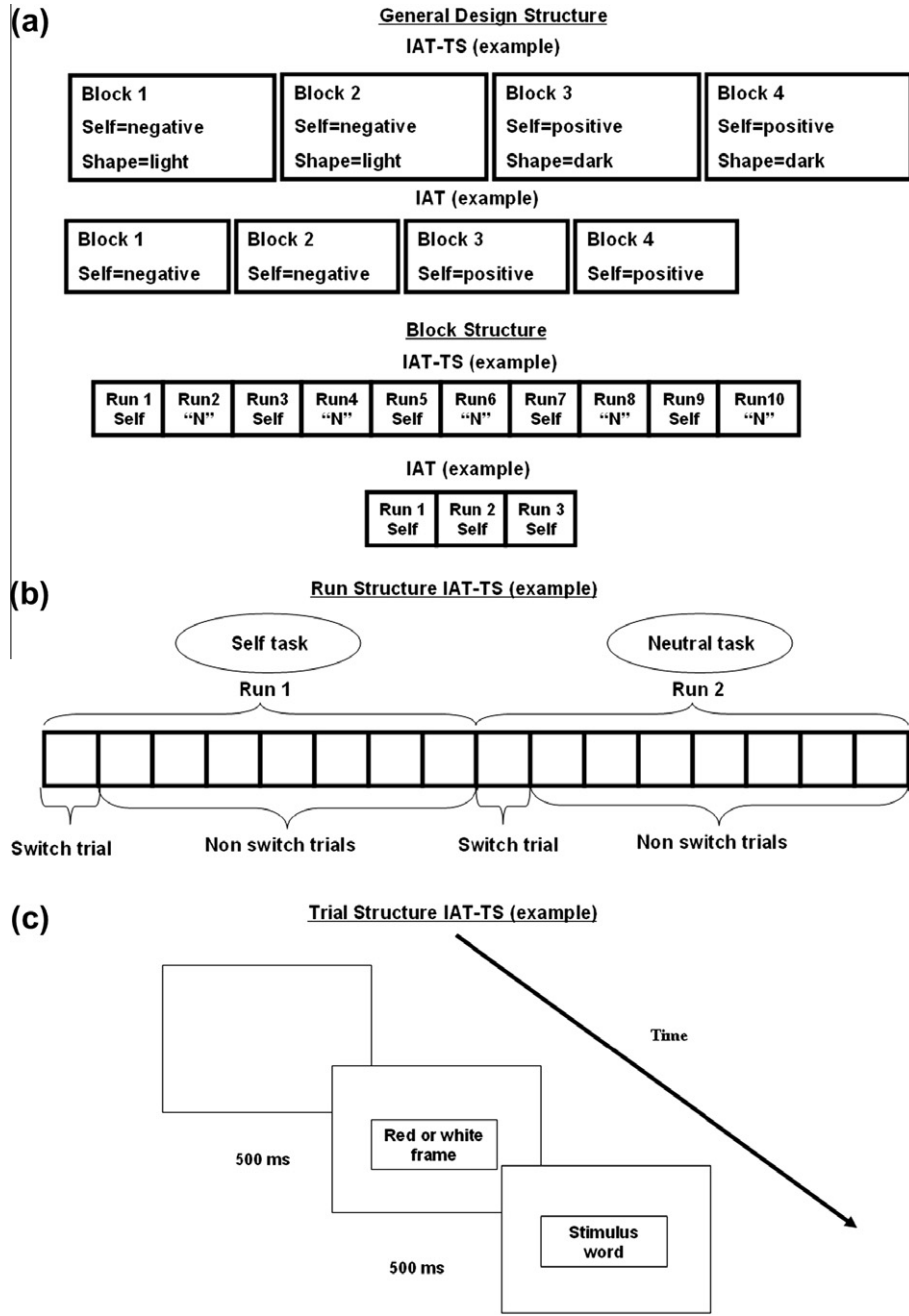 (a)
General Design Structure
IAT-TS (example)
Block 1
Self=negative
Shape=light
Block 2
Self=negative
Shape=light
Block 3
Self=positive
Shape=dark
Block 4
Self=positive
Shape=dark
IAT (example)
Block 1
Self=negative
Block 2
Self=negative
Block 3
Self=positive
Block 4
Self=positive
Block Structure
IAT-TS (example)
Run 1
Self
Run2
“N”
Run3
Self
Run4
“N”
Run5
Self
Run6
“N”
Run7
Self
Run8
“N”
Run9
Self
Run10
“N”
IAT (example)
Run 1
Self
Run 2
Self
Run 3
Self
(b)
Run Structure IAT-TS (example)
Self task
Neutral task
Run 1
Run 2
Switch trial
Non switch trials
Switch trial
Non switch trials
(c)
Trial Structure IAT-TS (example)
Time
Red or white
frame
500 ms
Stimulus
word
500 ms